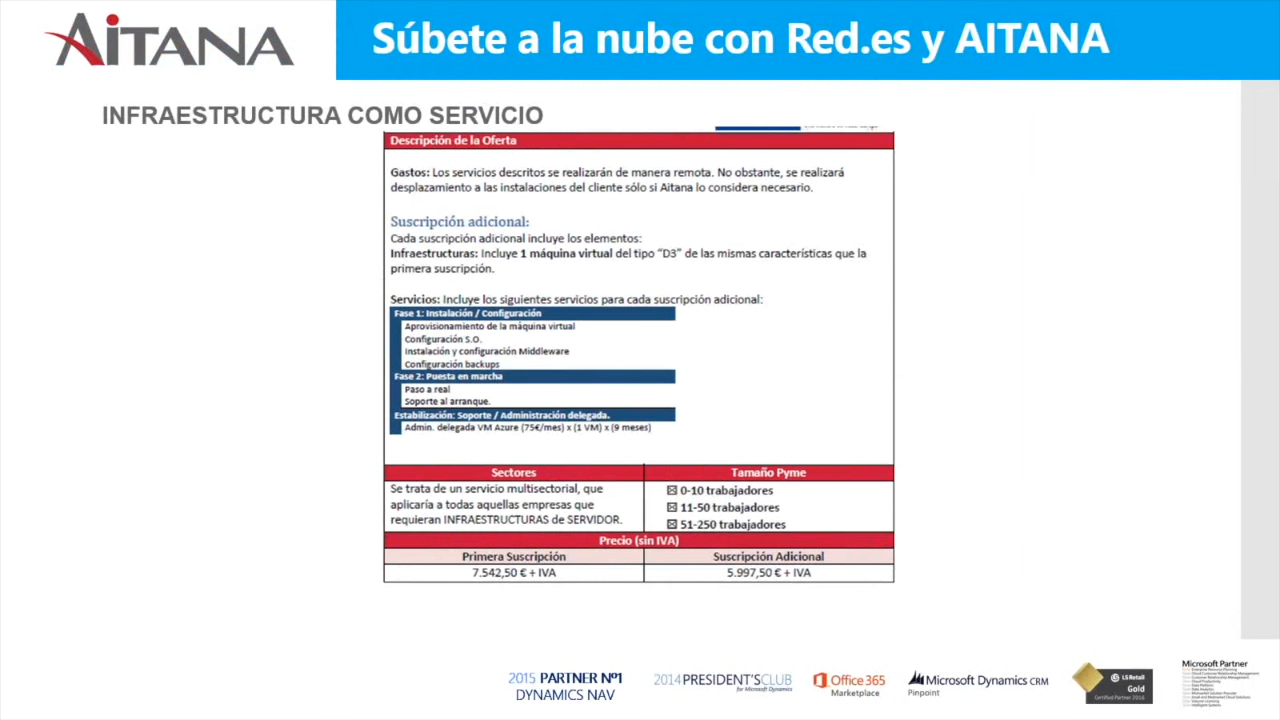 AiTANA
Súbete a la nube con Red.es y AITANA
INFRAESTRUCTURA COMO SERVICIO
Descripción de la Oferta
Gastos: Los servicios descritos se realizarán de manera remota. No obstante, se realizará
desplazamiento a las instalaciones del cliente sólo si Aitana lo considera necesario.
Suscripción adicional:
Cada suscripción adicional incluye los elementos:
Infraestructuras: Incluye 1 máquina virtual del tipo “D3” de las mismas características que la
primera suscripción.
Servicios: Incluye los siguientes servicios para cada suscripción adicional:
Fase 1: Instalación / Configuración
Aprovisionamiento de la máquina virtual
Configuración S.O.
Instalación y configuración Middleware
Configuración backups
Fase 2: Puesta en marcha
Paso a real
Soporte al arranque.
Estabilización: Soporte / Administración delegada.
Admin. delegada VM Azure (75€/mes) x (1 VM) x (9 meses)
Sectores
Tamaño Pyme
Se trata de un servicio multisectorial, que
aplicaría a todas aquellas empresas que
requieran INFRAESTRUCTURAS de SERVIDOR.
0-10 trabajadores
11-50 trabajadores
51-250 trabajadores
Precio (sin IVA)
Primera Suscripción
Suscripción Adicional
7.542,50 € + IVA
5.997,50 € + IVA
2015 PARTNER Nº1
DYNAMICS NAV
2014 PRESIDENT'S CLUB
for Microsoft Dynamics
Office 365
Marketplace
Microsoft Dynamics CRM
Pinpoint
LS Retail
Gold
Certified Partner 2016
Microsoft Partner